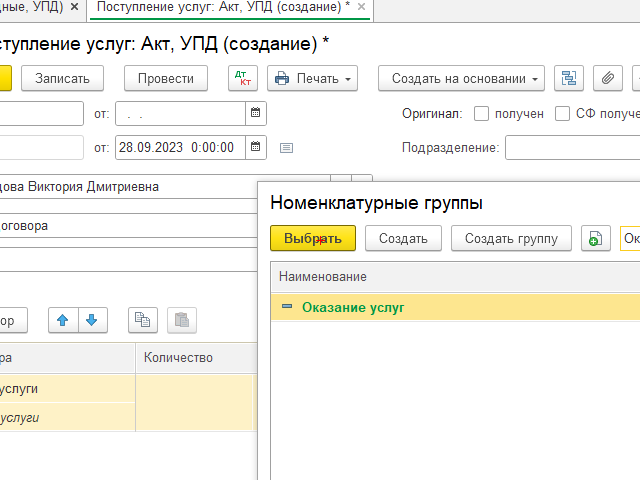 дные, УПД) ×
Поступление услуг: Акт, УПД (создание) * ×
ступление услуг: Акт, УПД (создание) *
Записать
Провести
Дт Кт
Печать
Создать на основании
от: . .
Оригинал: получен СФ получе
от: 28.09.2023 0:00:00
Подразделение:
дова Виктория Дмитриевна
оговора
Номенклатурные группы
Выбрать
Создать
Создать группу
Ок
Наименование
Оказание услуг
ор
ра
Количество
услуги
услуги